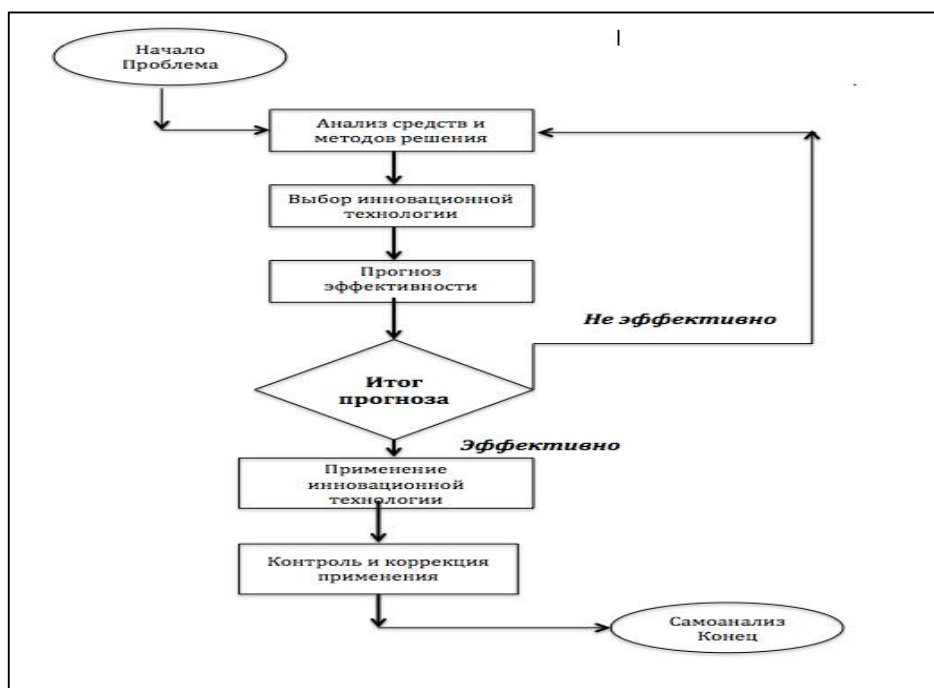 Начало
Проблема
Анализ средств и
методов решения
Выбор инновационной
технологии
Прогноз
эффективности
Не эффективно
Итог
прогноза
Эффективно
Применение
инновационной
технологии
Контроль и коррекция
применения
Самоанализ
Конец